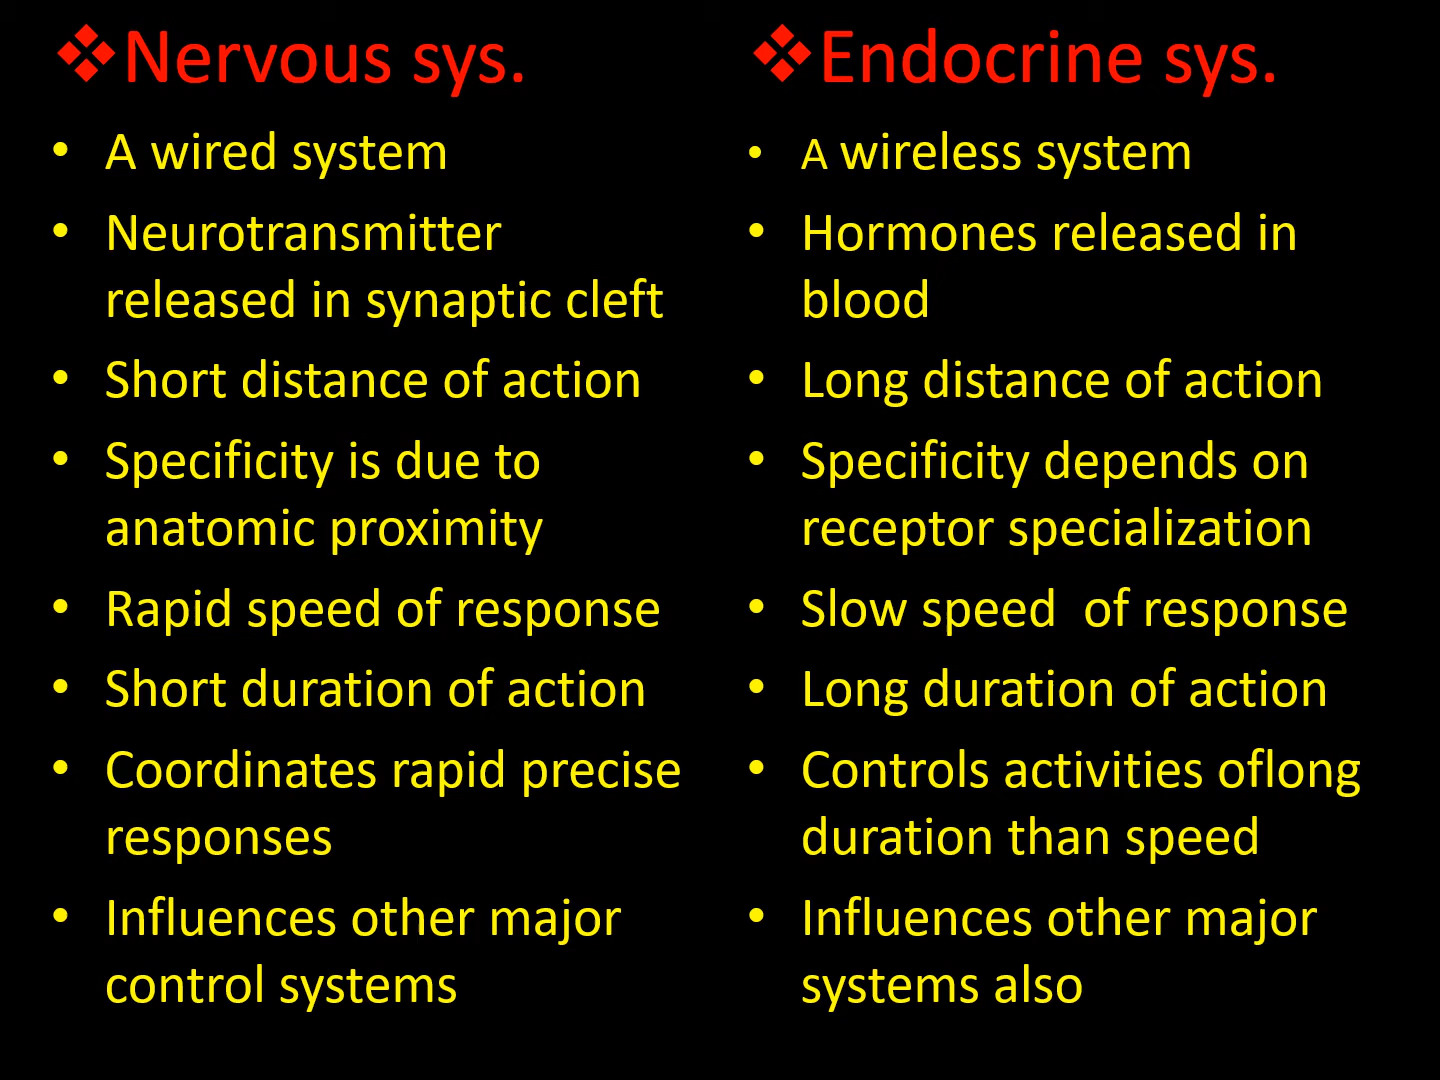 ❖Nervous sys.
• A wired system
• Neurotransmitter
released in synaptic cleft
• Short distance of action
• Specificity is due to
anatomic proximity
• Rapid speed of response
• Short duration of action
• Coordinates rapid precise
responses
• Influences other major
control systems
❖Endocrine sys.
• A wireless system
• Hormones released in
blood
• Long distance of action
• Specificity depends on
receptor specialization
• Slow speed  of response
• Long duration of action
• Controls activities oflong
duration than speed
• Influences other major
systems also